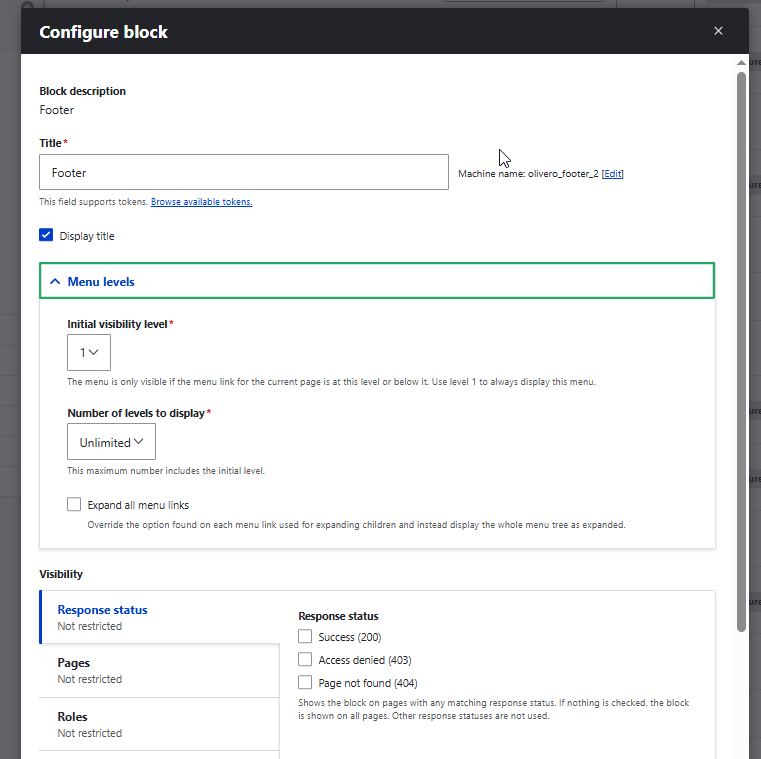 Configure block
Block description
Footer
Title*
Footer
Machine name: olivero_footer_2 [Edit]
This field supports tokens. Browse available tokens.
Display title
Menu levels
Initial visibility level*
1
The menu is only visible if the menu link for the current page is at this level or below it. Use level 1 to always display this menu.
Number of levels to display*
Unlimited
This maximum number includes the initial level.
Expand all menu links
Override the option found on each menu link used for expanding children and instead display the whole menu tree as expanded.
Visibility
Response status
Not restricted
Pages
Not restricted
Roles
Not restricted
Response status
Success (200)
Access denied (403)
Page not found (404)
Shows the block on pages with any matching response status. If nothing is checked, the block
is shown on all pages. Other response statuses are not used.